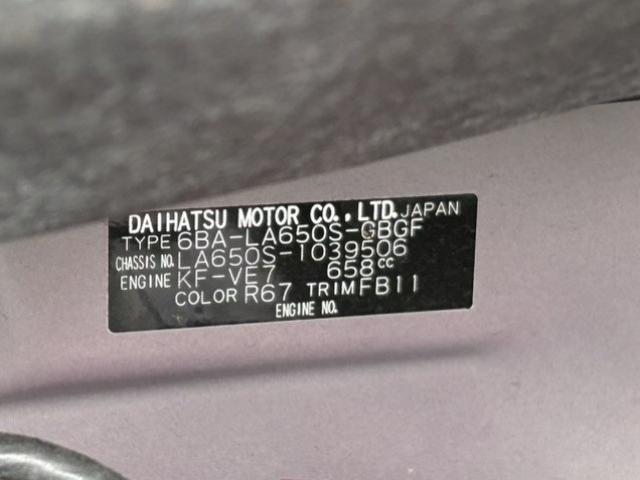 DAIHATSU MOTOR CO.,LTD. JAPAN
TYPE 6BA-LA650S-GBGF
CHASSIS NO. LA650S-1039506
ENGINE KF-VE7 658cc
COLOR R67 TRIM FB11
ENGINE NO.